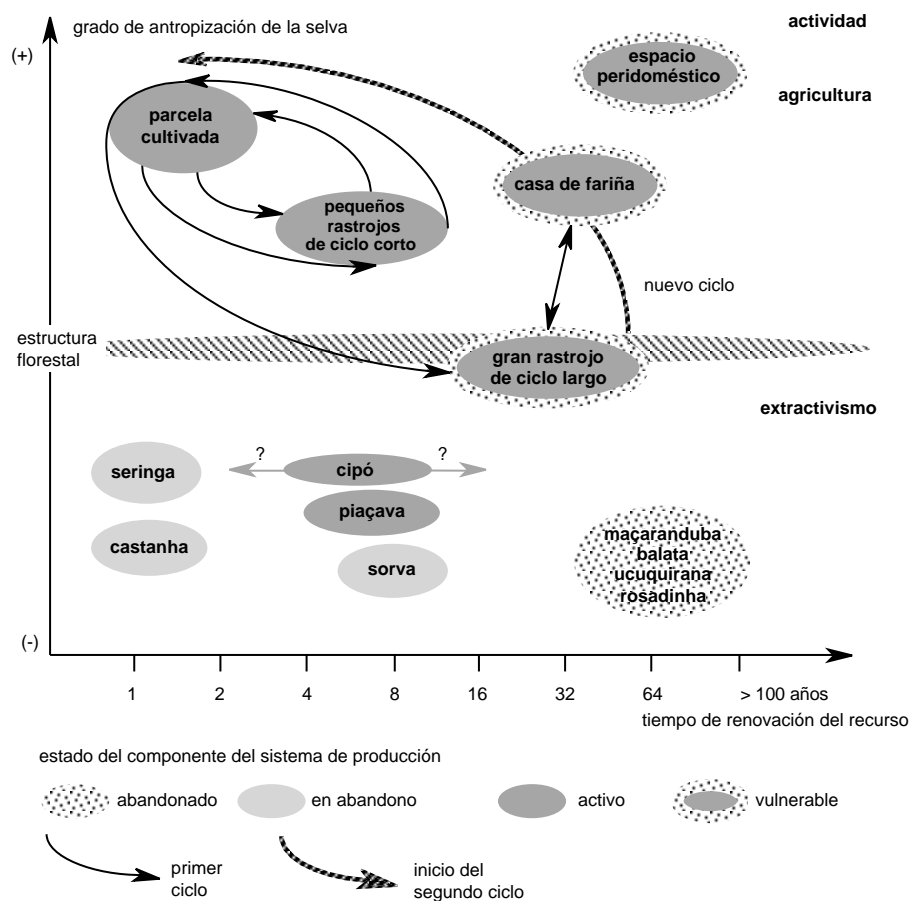 grado de antropización de la selva
actividad
(+)
espacio
peridoméstico
agricultura
parcela
cultivada
casa de fariña
pequeños
rastrojos
de ciclo corto
nuevo ciclo
estructura
florestal
gran rastrojo
de ciclo largo
extractivismo
? ?
seringa
cipó
piaçava
castanha
sorva
maçaranduba
balata
ucuquirana
rosadinha
(-)
1 2 4 8 16 32 64 > 100 años
tiempo de renovación del recurso
estado del componente del sistema de producción
abandonado en abandono activo vulnerable
primer
ciclo
inicio del
segundo ciclo